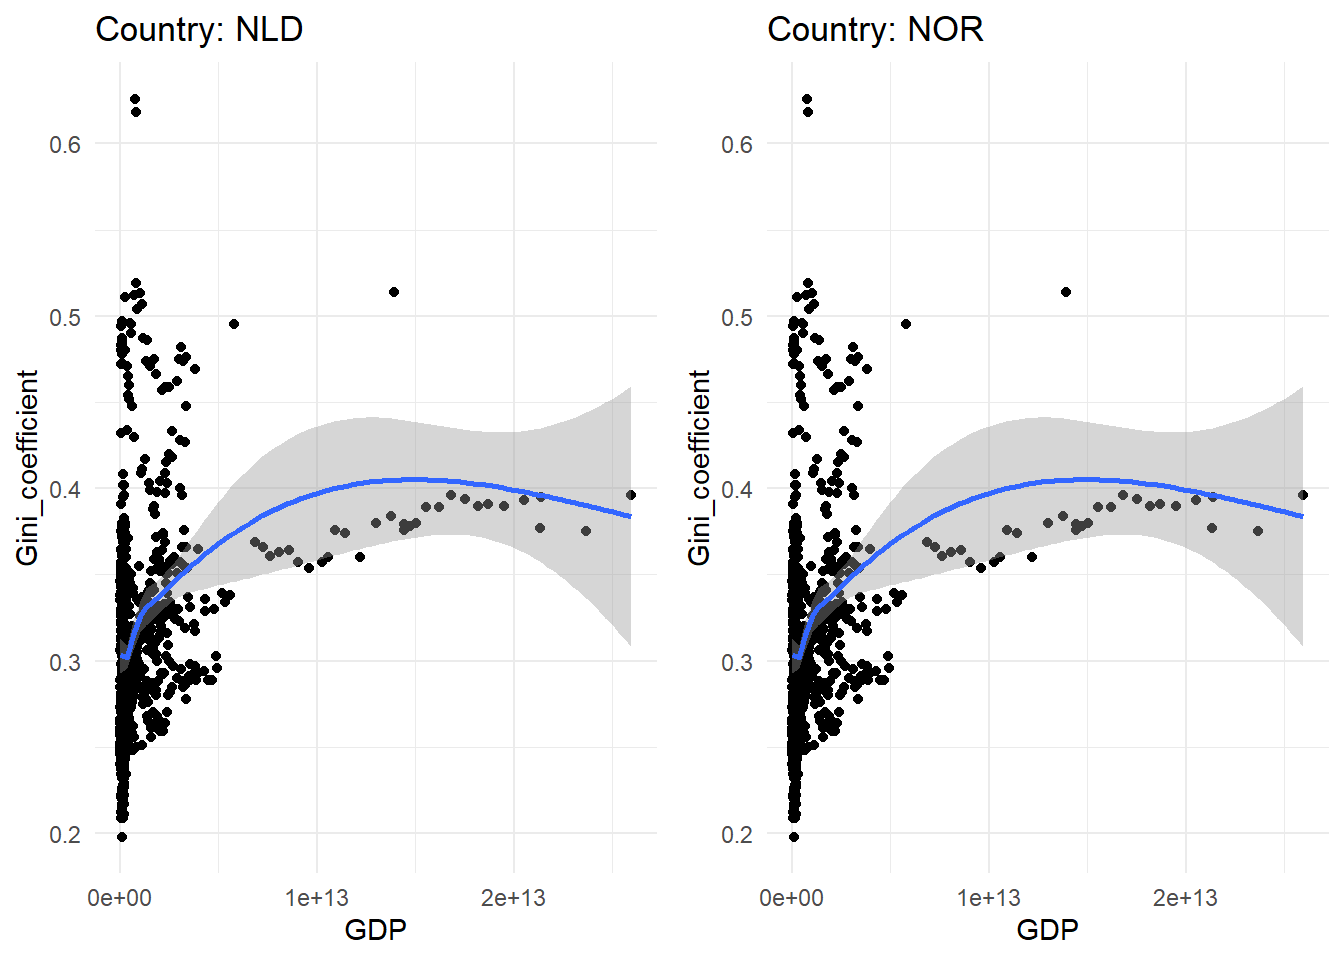 Country: NLD
Country: NOR
0.6
0.5
0.4
0.3
0.2
Gini_coefficient
0e+00
1e+13
2e+13
GDP
0.6
0.5
0.4
0.3
0.2
Gini_coefficient
0e+00
1e+13
2e+13
GDP